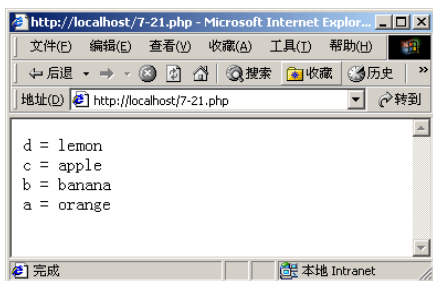 http://localhost/7-21.php - Microsoft Internet Explor...
文件(F) 编辑(E) 查看(V) 收藏(A) 工具(T) 帮助(H)
后退 搜索 收藏 历史 »
地址(D) http://localhost/7-21.php 转到
d = lemon
c = apple
b = banana
a = orange
完成 本地 Intranet